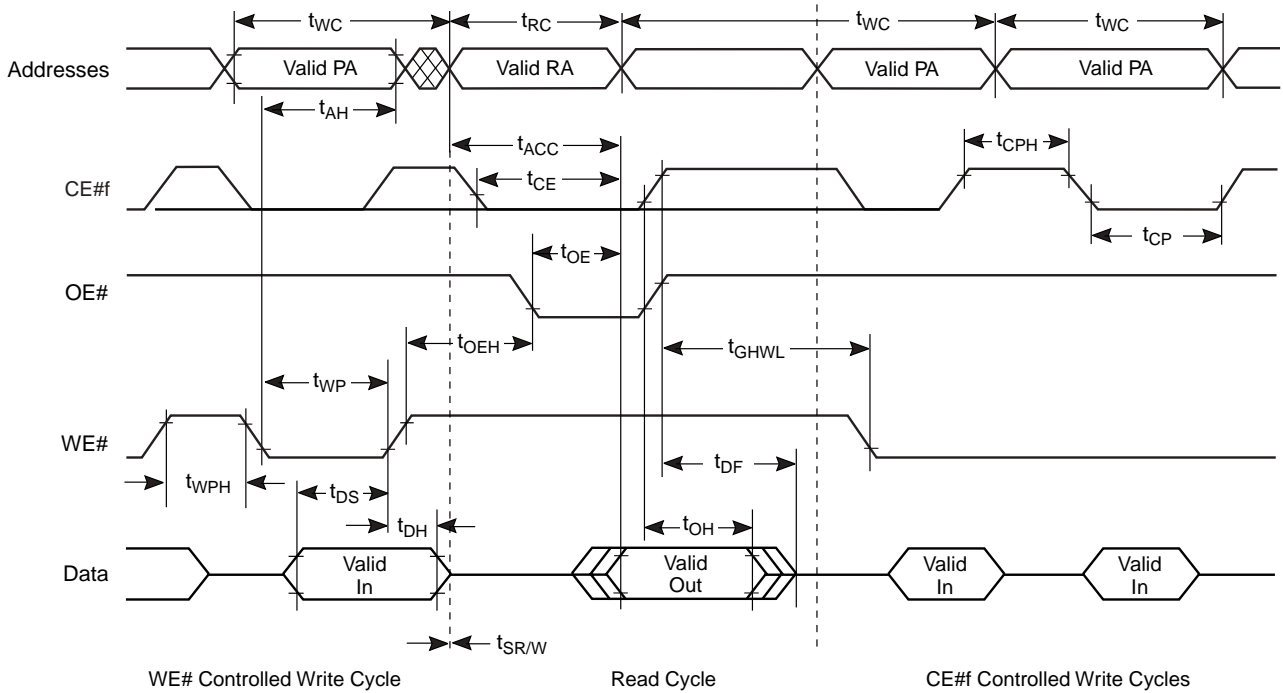 tWC
tRC
tWC
tWC
Addresses
Valid PA
Valid RA
Valid PA
Valid PA
tAH
tACC
tCPH
CE#f
tCE
tCP
tOE
OE#
tOEH
tGHWL
tWP
WE#
tDF
tWPH
tDS
tDH
tOH
Data
Valid
In
Valid
Out
Valid
In
Valid
In
tSR/W
WE# Controlled Write Cycle
Read Cycle
CE#f Controlled Write Cycles